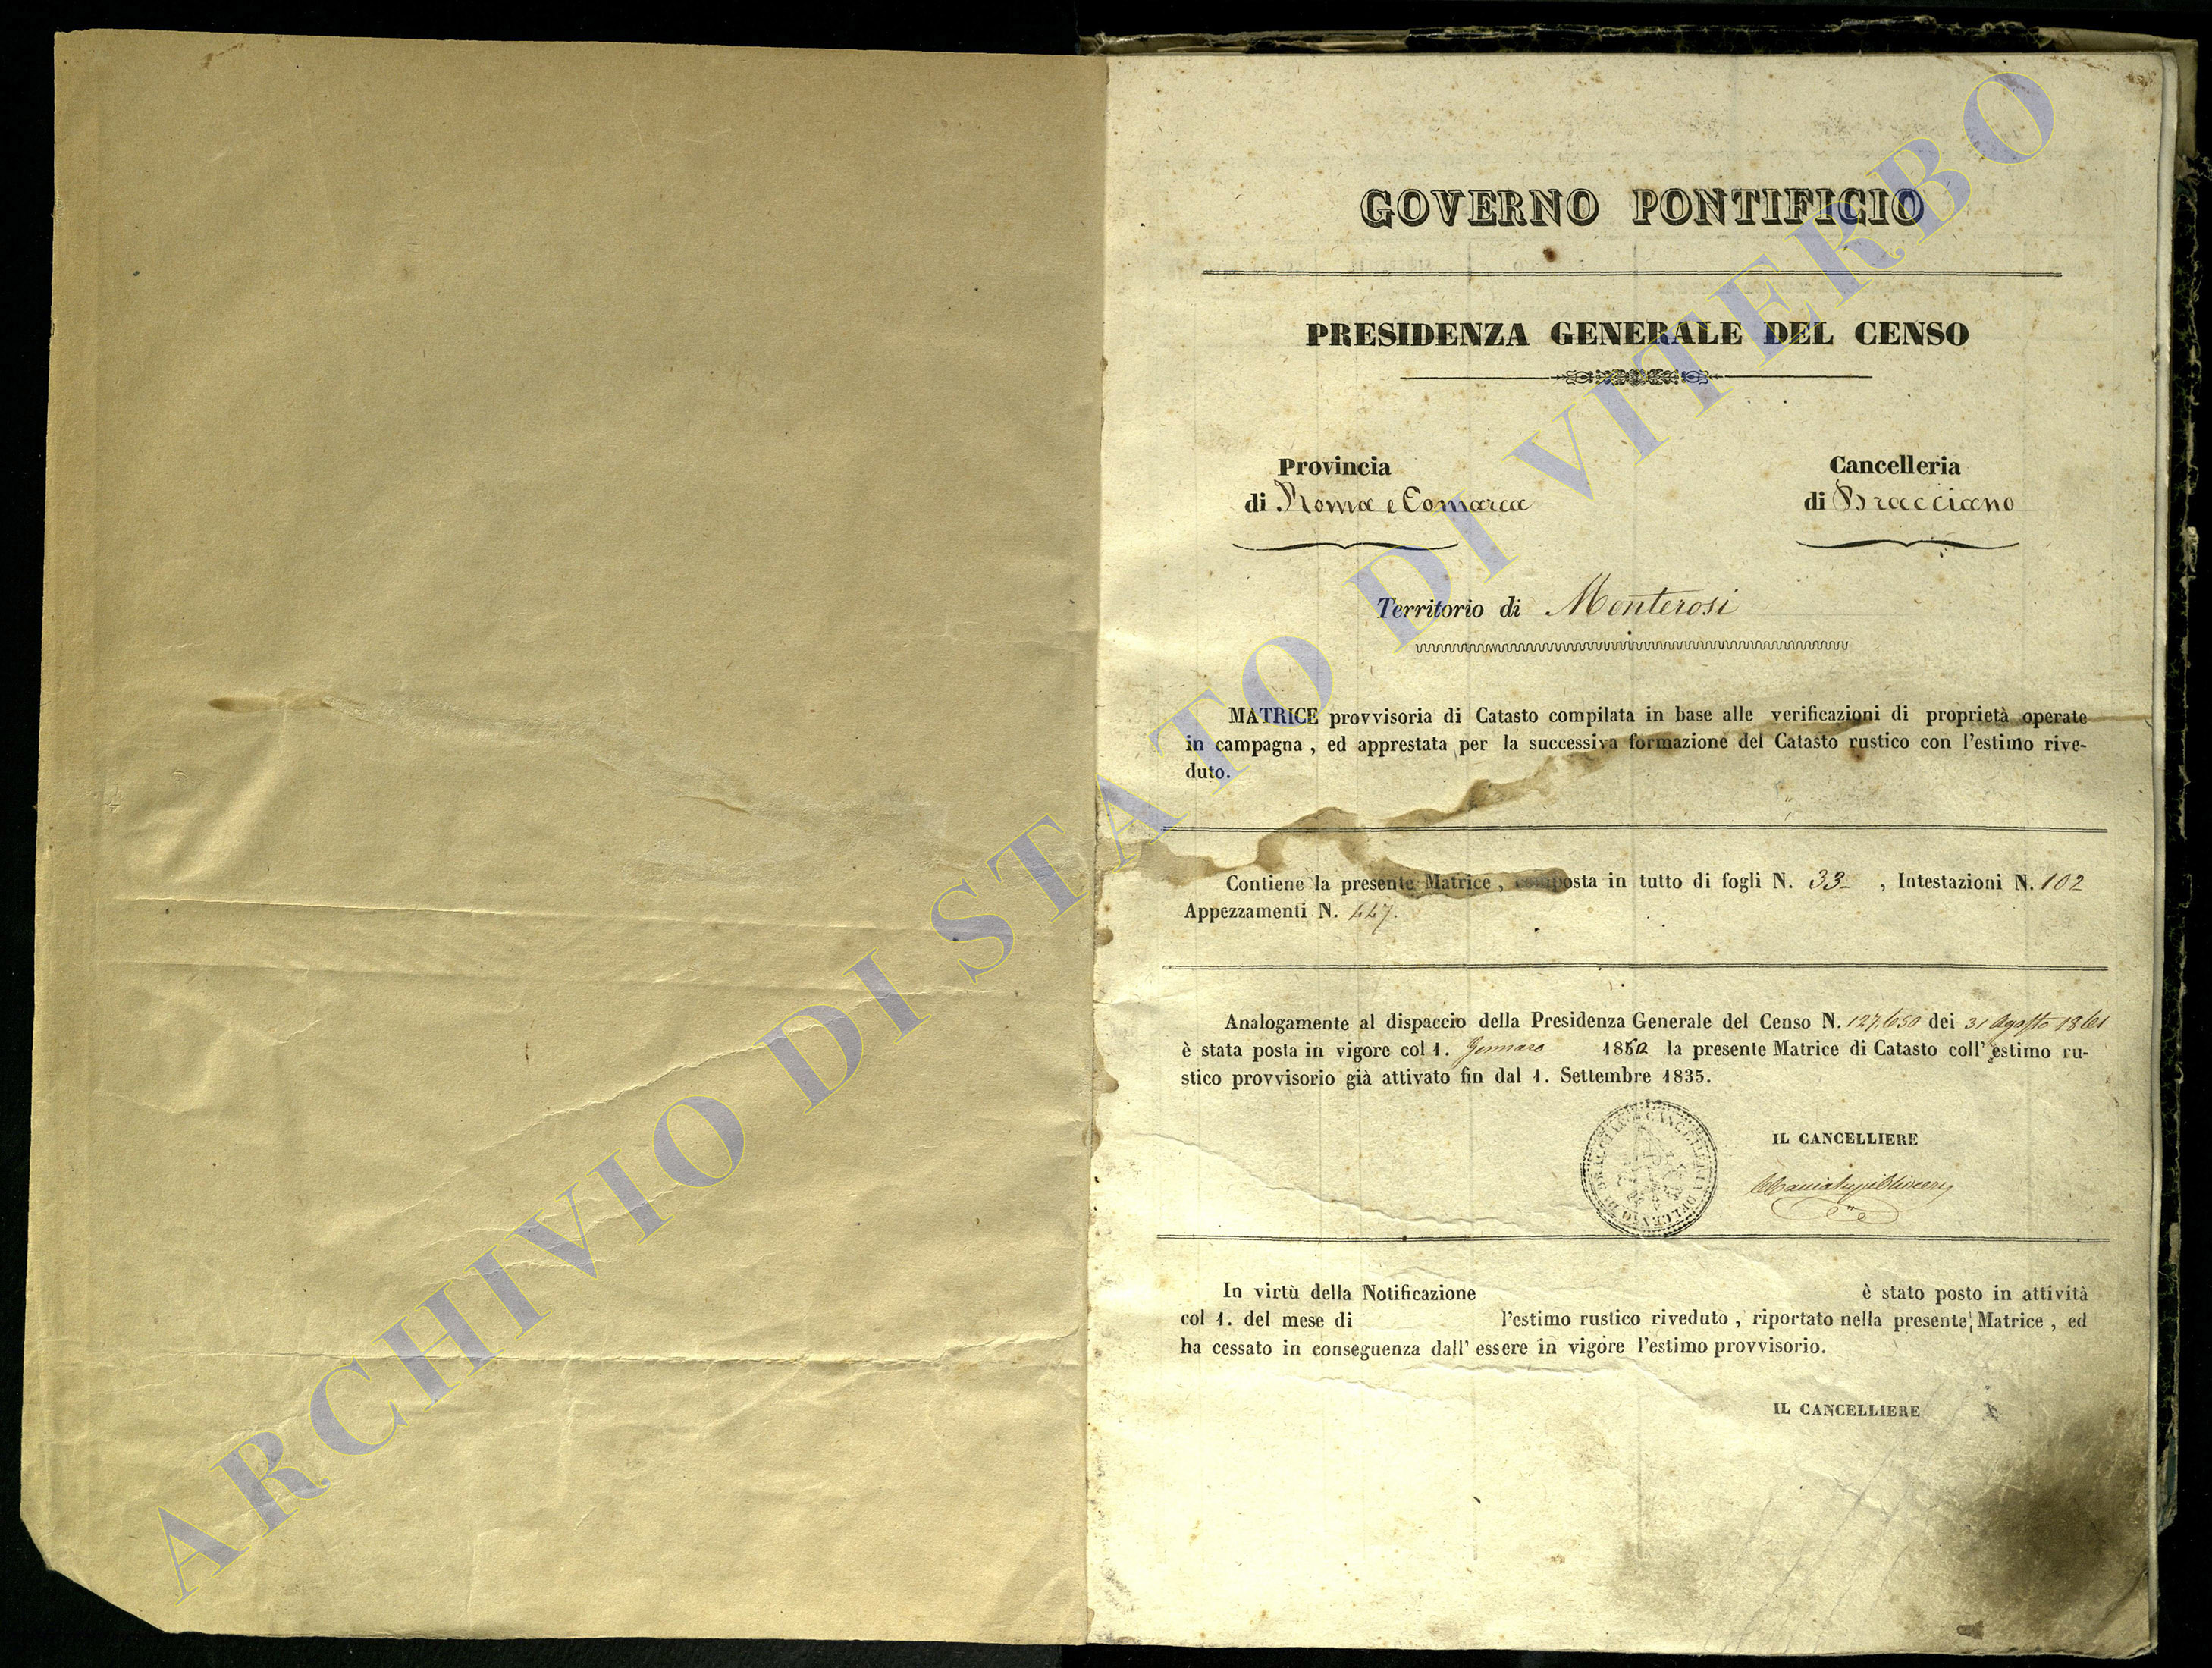 GOVERNO PONTIFICIO
PRESIDENZA GENERALE DEL CENSO
Provincia
di Roma e Comarca
Cancelleria
di Bracciano
Territorio di Monterosi
MATRICE provvisoria di Catasto compilata in base alle verificazioni di proprietà operate
in campagna , ed apprestata per la successiva formazione del Catasto rustico con l'estimo rive-
duto.
Contiene la presente Matrice , composta in tutto di fogli N. 33 , Intestazioni N. 102
Appezzamenti N.
Analogamente al dispaccio della Presidenza Generale del Censo N. dei 31 Agosto 1861
è stata posta in vigore col 1. Gennaro 1862 la presente Matrice di Catasto coll' estimo ru-
stico provvisorio già attivato fin dal 1. Settembre 1835.
CANCELLERIA DEL CENSO DI BRACCIANO
IL CANCELLIERE
In virtù della Notificazione è stato posto in attività
col 1. del mese di l'estimo rustico riveduto , riportato nella presente Matrice , ed
ha cessato in conseguenza dall' essere in vigore l'estimo provvisorio.
IL CANCELLIERE
ARCHIVIO DI STATO DI VITERBO